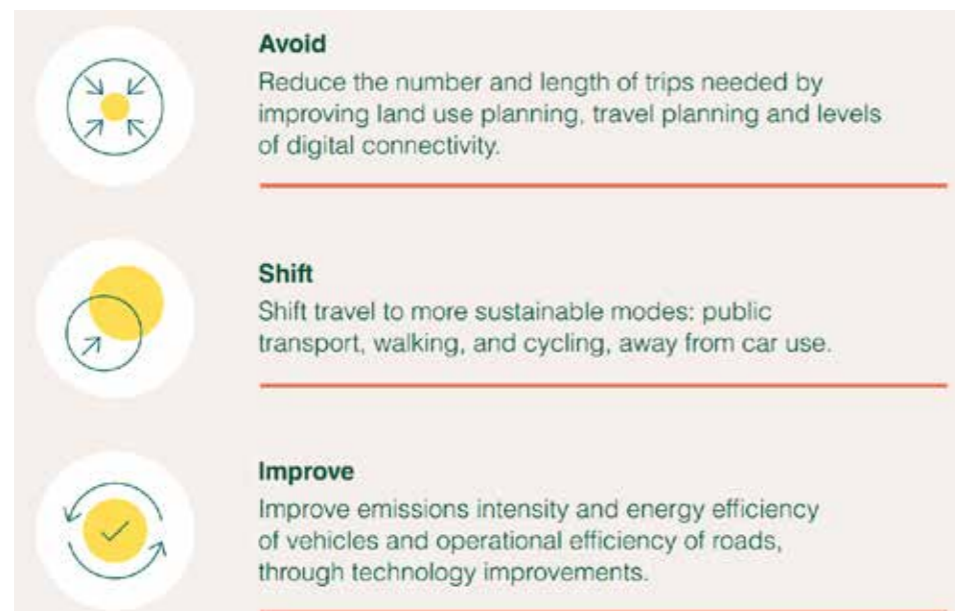 Avoid
Reduce the number and length of trips needed by
improving land use planning, travel planning and levels
of digital connectivity.
Shift
Shift travel to more sustainable modes: public
transport, walking, and cycling, away from car use.
Improve
Improve emissions intensity and energy efficiency
of vehicles and operational efficiency of roads,
through technology improvements.